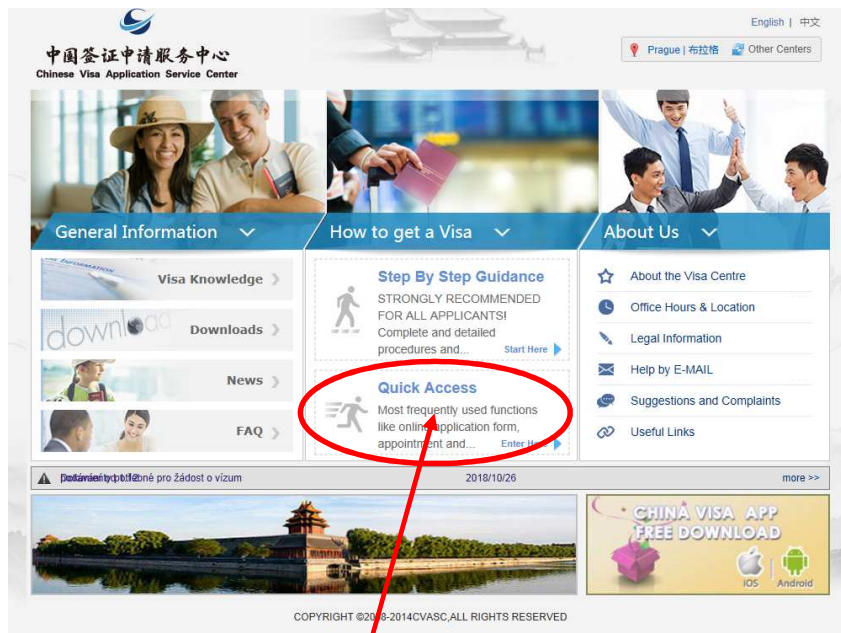 English | 中文
中国签证申请服务中心
Chinese Visa Application Service Center
Prague | 布拉格 Other Centers
General Information
How to get a Visa
About Us
Visa Knowledge
Downloads
News
FAQ
Step By Step Guidance
STRONGLY RECOMMENDED
FOR ALL APPLICANTS!
Complete and detailed
procedures and... Start Here
Quick Access
Most frequently used functions
like online application form,
appointment and... Enter Here
About the Visa Centre
Office Hours & Location
Legal Information
Help by E-MAIL
Suggestions and Complaints
Useful Links
pro žádost o vízum 2018/10/26 more >>
CHINA VISA APP
FREE DOWNLOAD
iOS Android
COPYRIGHT ©2008-2014CVASC,ALL RIGHTS RESERVED